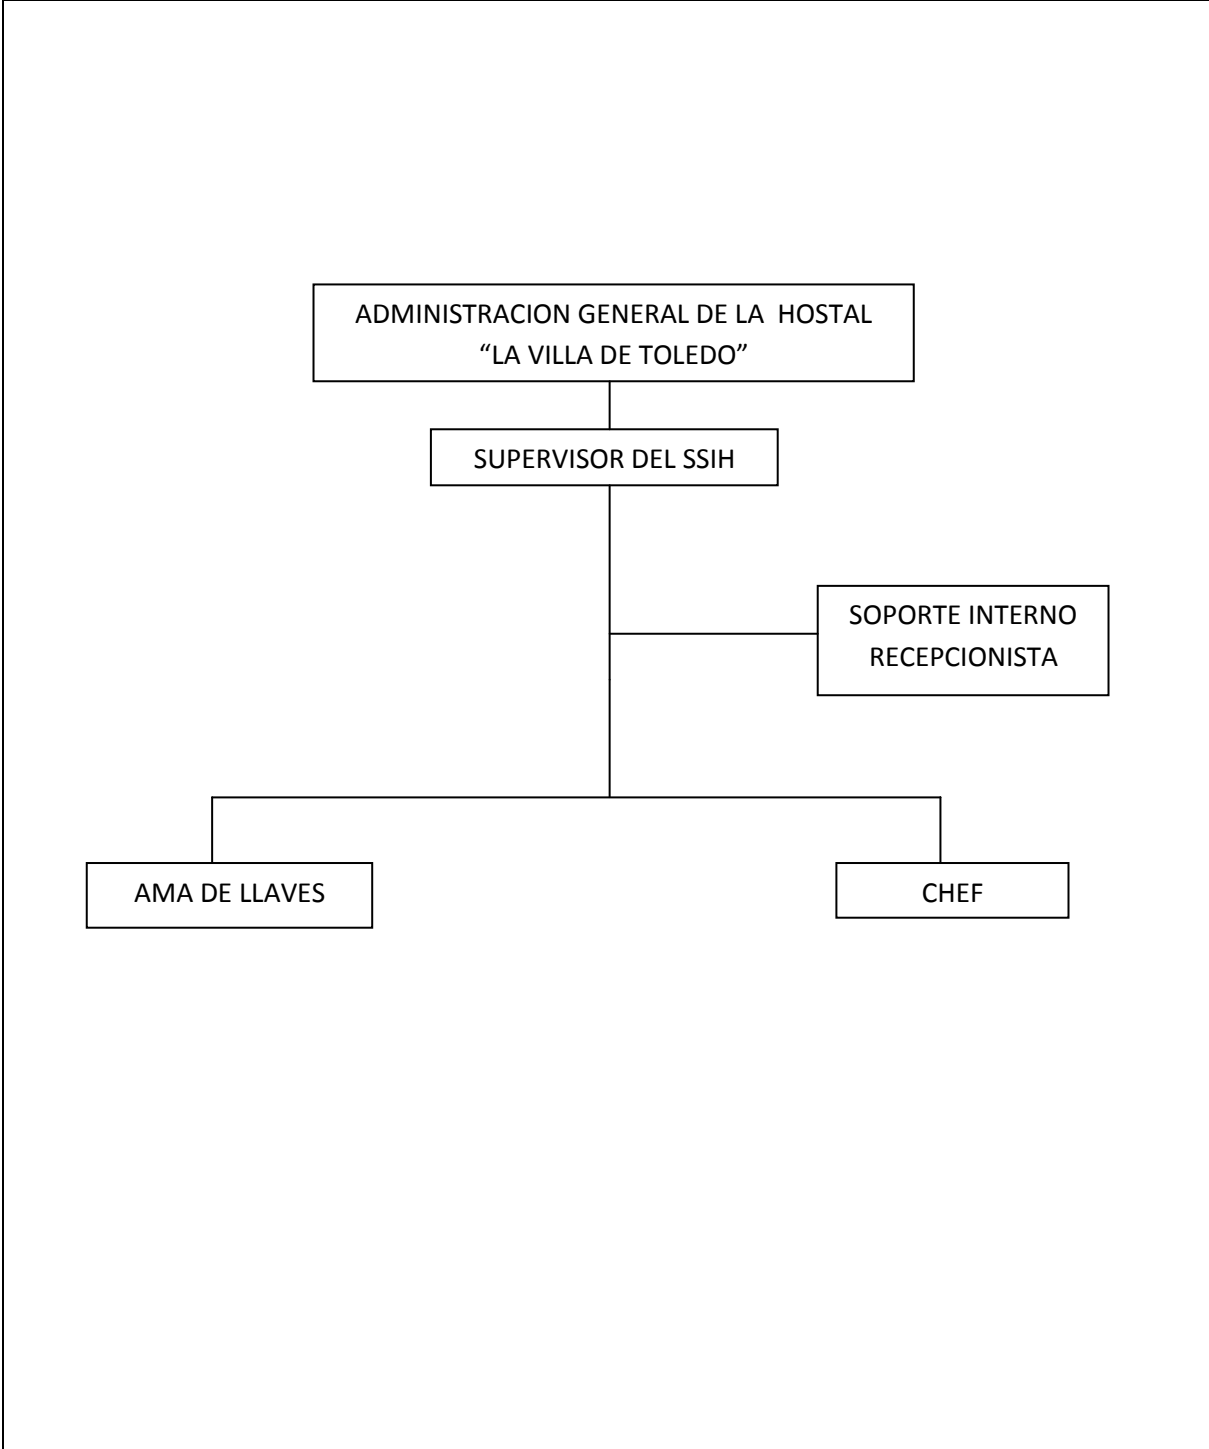 ADMINISTRACION GENERAL DE LA  HOSTAL
“LA VILLA DE TOLEDO”
SUPERVISOR DEL SSIH
SOPORTE INTERNO
RECEPCIONISTA
AMA DE LLAVES
CHEF